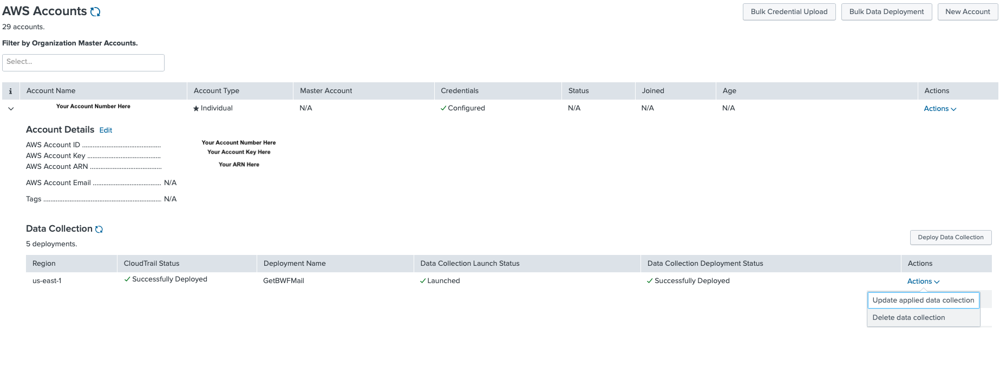 AWS Accounts
Bulk Credential Upload Bulk Data Deployment New Account
29 accounts.
Filter by Organization Master Accounts.
Select...
i Account Name Account Type Master Account Credentials Status Joined Age Actions
Your Account Number Here Individual N/A Configured N/A N/A N/A Actions
Account Details Edit
AWS Account ID ............................................. Your Account Number Here
AWS Account Key .......................................... Your Account Key Here
AWS Account ARN ......................................... Your ARN Here
AWS Account Email ....................................... N/A
Tags ................................................................... N/A
Data Collection
5 deployments.
Deploy Data Collection
Region CloudTrail Status Deployment Name Data Collection Launch Status Data Collection Deployment Status Actions
us-east-1 Successfully Deployed GetBWFMail Launched Successfully Deployed Actions
Update applied data collection
Delete data collection